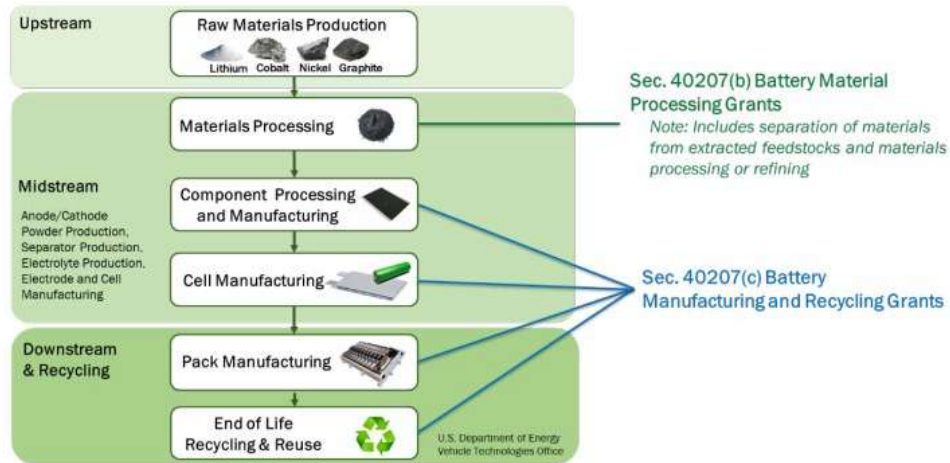 Upstream
Raw Materials Production
Lithium Cobalt Nickel Graphite
Materials Processing
Sec. 40207(b) Battery Material
Processing Grants
Note: Includes separation of materials
from extracted feedstocks and materials
processing or refining
Midstream
Anode/Cathode
Powder Production,
Separator Production,
Electrolyte Production,
Electrode and Cell
Manufacturing
Component Processing
and Manufacturing
Cell Manufacturing
Sec. 40207(c) Battery
Manufacturing and Recycling Grants
Downstream
& Recycling
Pack Manufacturing
End of Life
Recycling & Reuse
U.S. Department of Energy
Vehicle Technologies Office